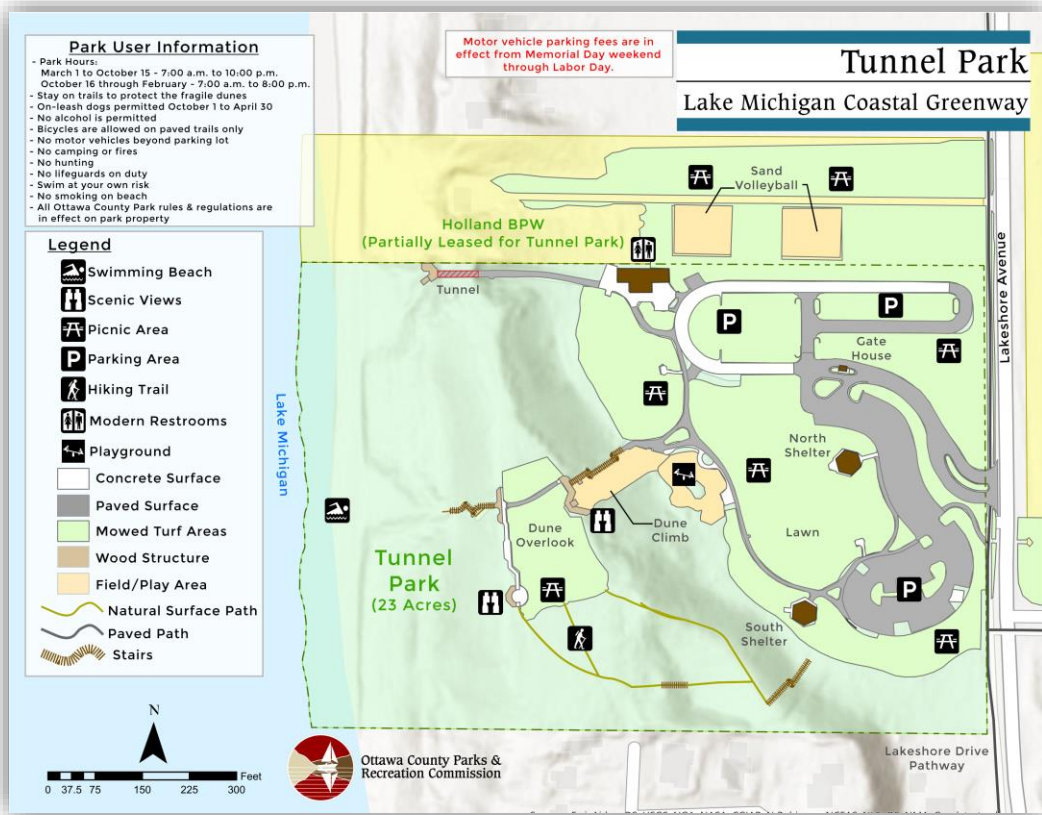 Park User Information
- Park Hours:
March 1 to October 15 - 7:00 a.m. to 10:00 p.m.
October 16 through February - 7:00 a.m. to 8:00 p.m.
- Stay on trails to protect the fragile dunes
- On-leash dogs permitted October 1 to April 30
- No alcohol is permitted
- Bicycles are allowed on paved trails only
- No motor vehicles beyond parking lot
- No camping or fires
- No hunting
- No lifeguards on duty
- Swim at your own risk
- No smoking on beach
- All Ottawa County Park rules & regulations are
in effect on park property
Motor vehicle parking fees are in
effect from Memorial Day weekend
through Labor Day.
Tunnel Park
Lake Michigan Coastal Greenway
Legend
Swimming Beach
Scenic Views
Picnic Area
P Parking Area
Hiking Trail
Modern Restrooms
Playground
Concrete Surface
Paved Surface
Mowed Turf Areas
Wood Structure
Field/Play Area
Natural Surface Path
Paved Path
Stairs
Sand
Volleyball
Holland BPW
(Partially Leased for Tunnel Park)
Tunnel
P
P
Gate
House
Lakeshore Avenue
Lake Michigan
North
Shelter
Dune
Climb
Dune
Overlook
Lawn
Tunnel
Park
(23 Acres)
P
South
Shelter
Lakeshore Drive
Pathway
N
Feet
0 37.5 75 150 225 300
Ottawa County Parks &
Recreation Commission